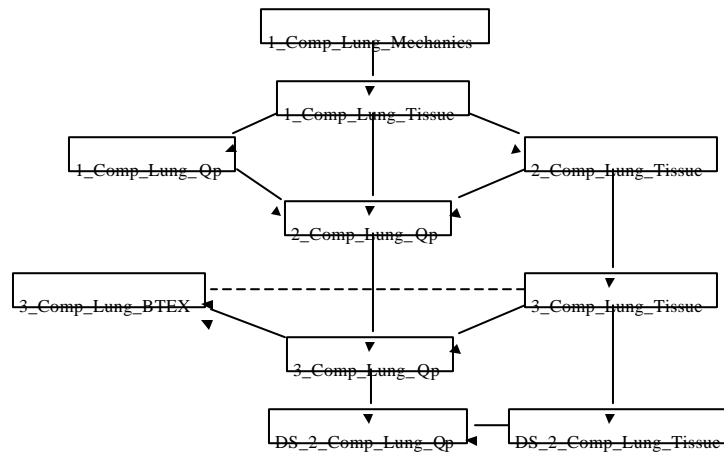 1_Comp_Lung_Mechanics
1_Comp_Lung_Tissue
1_Comp_Lung_Qp
2_Comp_Lung_Tissue
2_Comp_Lung_Qp
3_Comp_Lung_BTEX
3_Comp_Lung_Tissue
3_Comp_Lung_Qp
DS_2_Comp_Lung_Qp
DS_2_Comp_Lung_Tissue